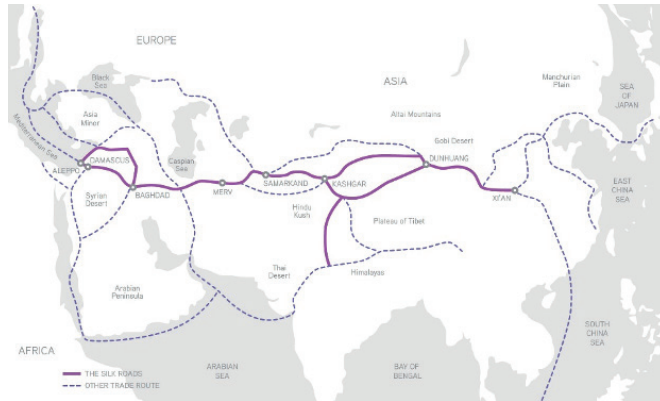 EUROPE
ASIA
Manchurian
Plain
SEA
OF
JAPAN
Black
Sea
Altai Mountains
Asia
Minor
Mediterranean Sea
Gobi Desert
DUNHUANG
DAMASCUS
ALEPPO
Caspian
Sea
SAMARKAND
KASHGAR
EAST
CHINA
SEA
Syrian
Desert
BAGHDAD
MERV
XI'AN
Hindu
Kush
Plateau of Tibet
Thai
Desert
Himalayas
Arabian
Peninsula
SOUTH
CHINA
SEA
AFRICA
ARABIAN
SEA
BAY OF
BENGAL
THE SILK ROADS
OTHER TRADE ROUTE